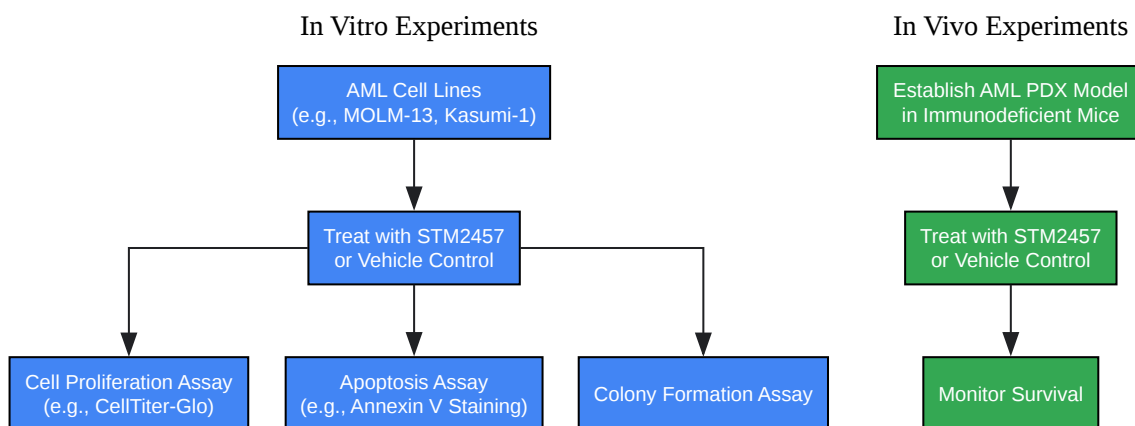 In Vitro Experiments
AML Cell Lines
(e.g., MOLM-13, Kasumi-1)
Treat with STM2457
or Vehicle Control
Cell Proliferation Assay
(e.g., CellTiter-Glo)
Apoptosis Assay
(e.g., Annexin V Staining)
Colony Formation Assay
In Vivo Experiments
Establish AML PDX Model
in Immunodeficient Mice
Treat with STM2457
or Vehicle Control
Monitor Survival